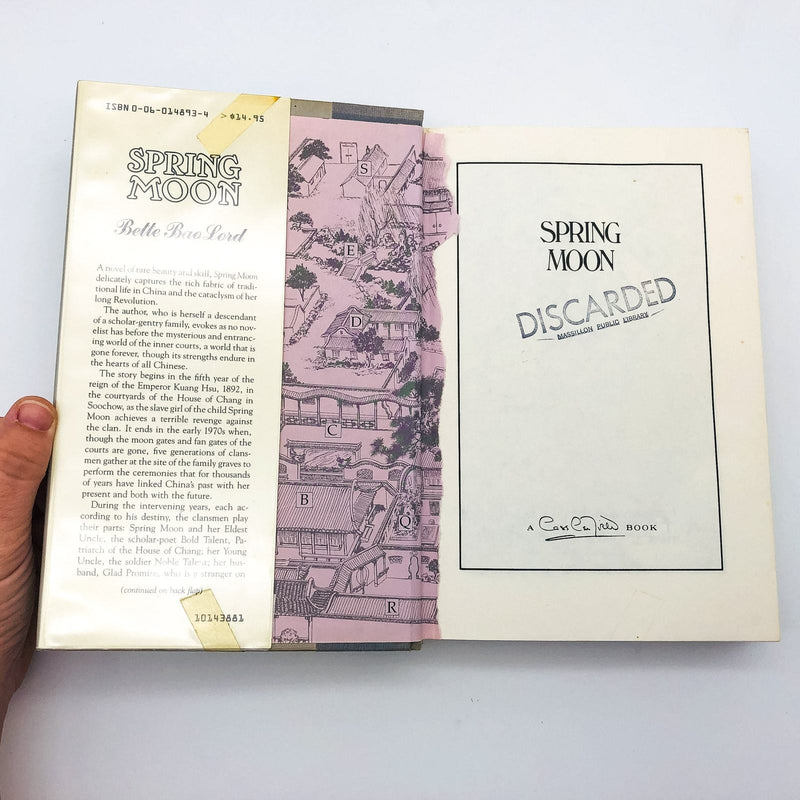 ISBN 0-06-014893-4 > $14.95
SPRING
MOON
Bette Bao Lord
A novel of rare beauty and skill, Spring Moon
delicately captures the rich fabric of tradi-
tional life in China and the cataclysm of her
long Revolution.
The author, who is herself a descendant
of a scholar-gentry family, evokes as no nov-
elist has before the mysterious and entranc-
ing world of the inner courts, a world that is
gone forever, though its strengths endure in
the hearts of all Chinese.
The story begins in the fifth year of the
reign of the Emperor Kuang Hsu, 1892, in
the courtyards of the House of Chang in
Soochow, as the slave girl of the child Spring
Moon achieves a terrible revenge against
the clan. It ends in the early 1970s when,
though the moon gates and fan gates of the
courts are gone, five generations of clans-
men gather at the site of the family graves to
perform the ceremonies that for thousands
of years have linked China's past with her
present and both with the future.
During the intervening years, each ac-
cording to his destiny, the clansmen play
their parts: Spring Moon and her Eldest
Uncle, the scholar-poet Bold Talent, Pa-
triarch of the House of Chang; her Young
Uncle, the soldier Noble Talent; her hus-
band, Glad Promise, who is a stranger on
(continued on back flap)
10143881
S
E
D
C
B
Q
R
SPRING
MOON
DISCARDED
MASSILLON PUBLIC LIBRARY
A Cass Canfield BOOK